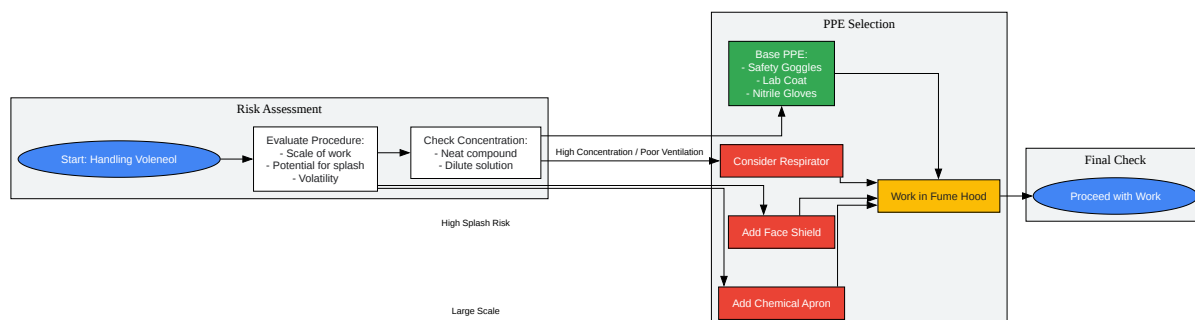 Risk Assessment
Start: Handling Voleneol
Evaluate Procedure:
- Scale of work
- Potential for splash
- Volatility
Check Concentration:
- Neat compound
- Dilute solution
High Concentration / Poor Ventilation
High Splash Risk
Large Scale
PPE Selection
Base PPE:
- Safety Goggles
- Lab Coat
- Nitrile Gloves
Consider Respirator
Add Face Shield
Add Chemical Apron
Work in Fume Hood
Final Check
Proceed with Work